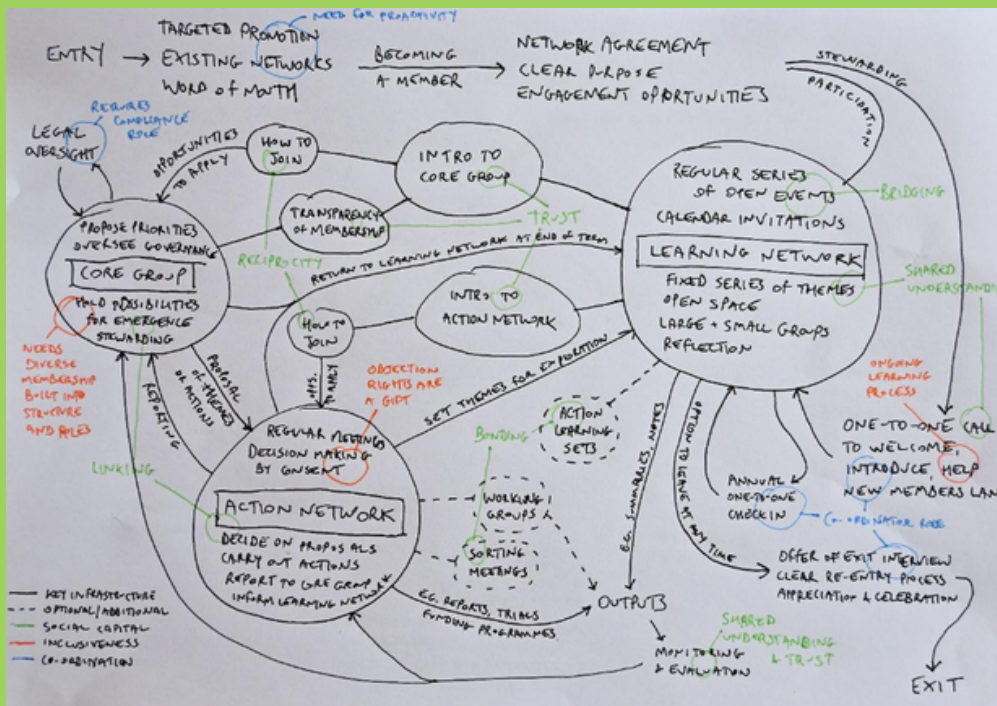 NEED FOR PROACTIVITY
TARGETED PROMOTION
ENTRY → EXISTING NETWORKS
WORD OF MOUTH
BECOMING
A MEMBER
NETWORK AGREEMENT
CLEAR PURPOSE
ENGAGEMENT OPPORTUNITIES
STEWARDING
PARTICIPATION
REQUIRES
COMPLIANCE
ROLE
LEGAL
OVERSIGHT
OPPORTUNITIES
TO APPLY
HOW TO
JOIN
INTRO TO
CORE GROUP
TRANSPARENCY
OF MEMBERSHIP
TRUST
RECIPROCITY
RETURN TO LEARNING NETWORK AT END OF TERM
PROPOSE PRIORITIES
OVERSEE GOVERNANCE
CORE GROUP
HOLD POSSIBILITIES
FOR EMERGENCE
STEWARDING
NEEDS
DIVERSE
MEMBERSHIP
BUILT INTO
STRUCTURE
AND ROLES
REGULAR SERIES
OF OPEN EVENTS
CALENDAR INVITATIONS
LEARNING NETWORK
FIXED SERIES OF THEMES
OPEN SPACE
LARGE + SMALL GROUPS
REFLECTION
BRIDGING
SHARED
UNDERSTANDING
HOW TO
JOIN
INTRO TO
ACTION NETWORK
OPPS.
TO APPLY
PROPOSAL
OF THEMES
OR ACTIONS
REPORTING
OBJECTION
RIGHTS ARE
A GIFT
SET THEMES FOR EXPLORATION
LINKING
REGULAR MEETINGS
DECISION MAKING
BY CONSENT
ACTION NETWORK
DECIDE ON PROPOSALS
CARRY OUT ACTIONS
REPORT TO CORE GROUP
INFORM LEARNING NETWORK
BONDING
ACTION
LEARNING
SETS
WORKING
GROUPS
SORTING
MEETINGS
E.G. SUMMARIES, NOTES
OPTION TO LEAVE AT ANY TIME
ANNUAL &
ONE-TO-ONE
CHECK IN
ONGOING
LEARNING
PROCESS
ONE-TO-ONE CALL
TO WELCOME,
INTRODUCE, HELP
NEW MEMBERS LAND
CO-ORDINATOR ROLE
OFFER OF EXIT INTERVIEW
CLEAR RE-ENTRY PROCESS
APPRECIATION & CELEBRATION
EXIT
E.G. REPORTS, TRIALS
FUNDING PROGRAMMES
OUTPUTS
MONITORING
& EVALUATION
SHARED
UNDERSTANDING
& TRUST
KEY INFRASTRUCTURE
OPTIONAL/ADDITIONAL
SOCIAL CAPITAL
INCLUSIVENESS
CO-ORDINATION